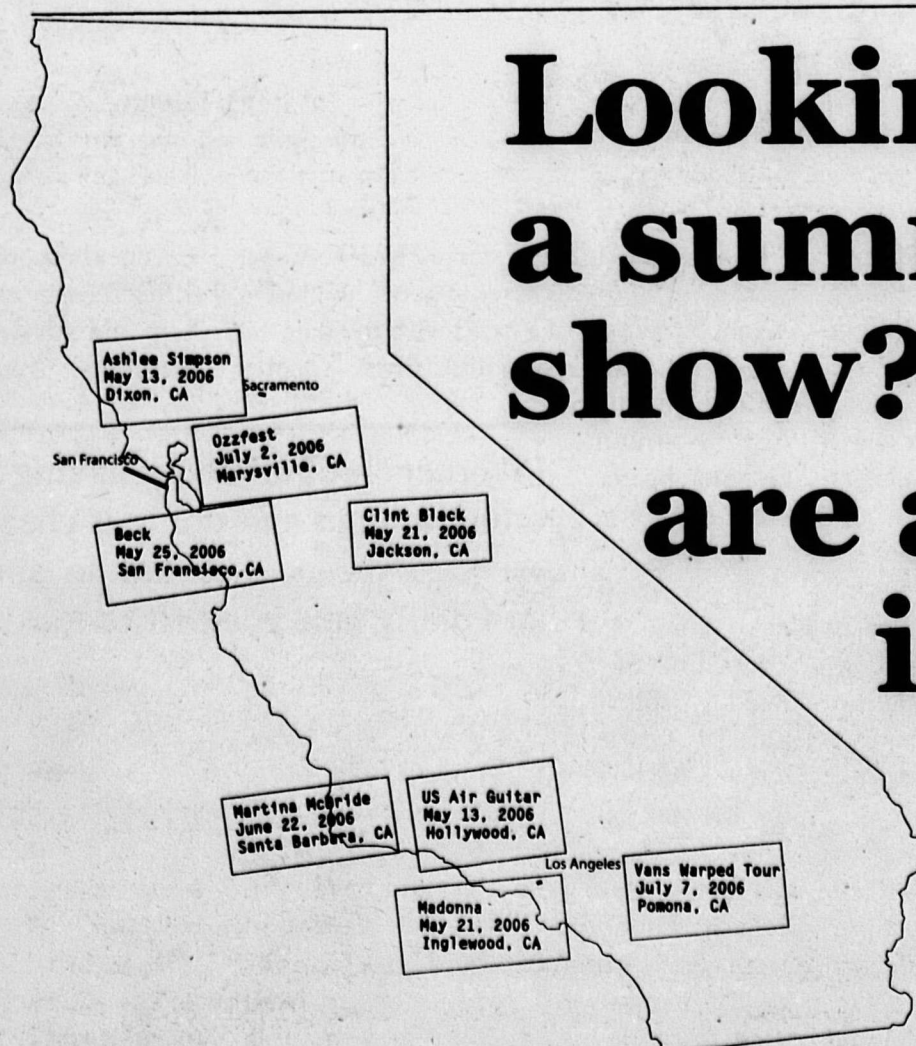 Lookin
a sum
show?
are a
i
Ashlee Simpson
May 13, 2006
Dixon, CA
Sacramento
Ozzfest
July 2, 2006
Marysville, CA
San Francisco
Clint Black
May 21, 2006
Jackson, CA
Beck
May 25, 2006
San Francisco,CA
Martina McBride
June 22, 2006
Santa Barbara, CA
US Air Guitar
May 13, 2006
Hollywood, CA
Los Angeles
Vans Warped Tour
July 7, 2006
Pomona, CA
Madonna
May 21, 2006
Inglewood, CA